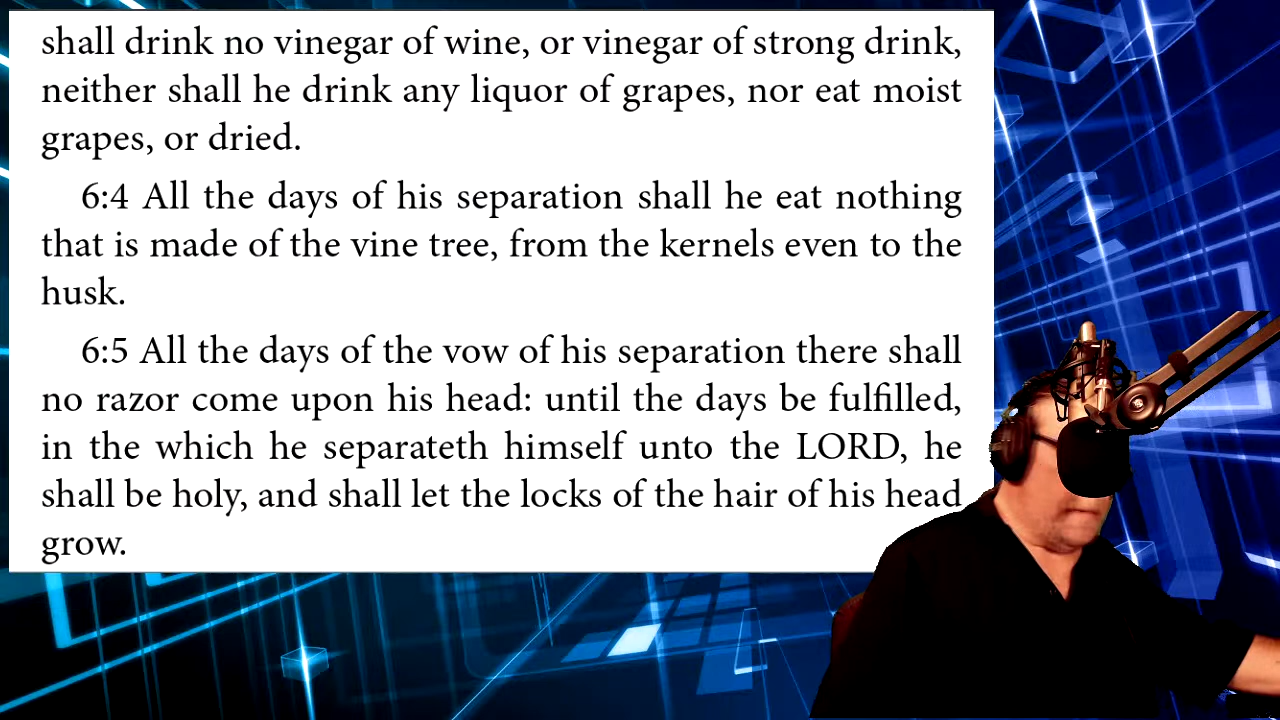 shall drink no vinegar of wine, or vinegar of strong drink,
neither shall he drink any liquor of grapes, nor eat moist
grapes, or dried.
6:4 All the days of his separation shall he eat nothing
that is made of the vine tree, from the kernels even to the
husk.
6:5 All the days of the vow of his separation there shall
no razor come upon his head: until the days be fulfilled,
in the which he separateth himself unto the LORD, he
shall be holy, and shall let the locks of the hair of his head
grow.